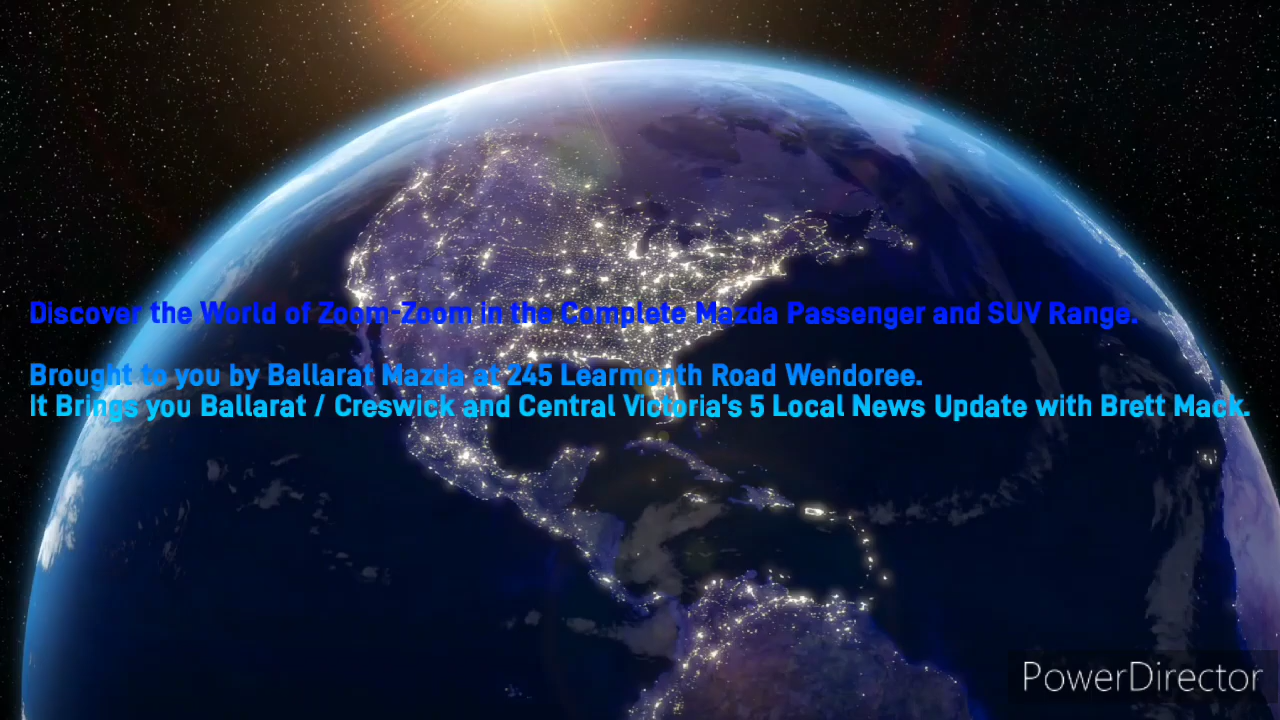 Discover the World of Zoom-Zoom in the Complete Mazda Passenger and SUV Range.
Brought to you by Ballarat Mazda at 245 Learmonth Road Wendoree.
It Brings you Ballarat / Creswick and Central Victoria's 5 Local News Update with Brett Mack.
PowerDirector